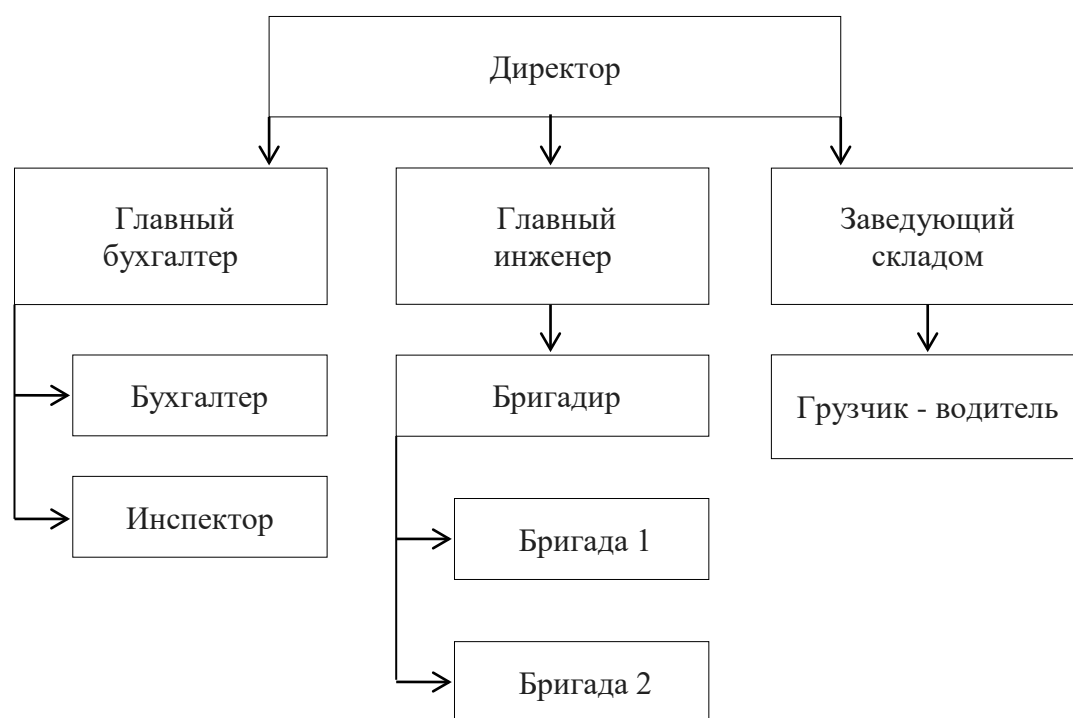 Директор
Главный
бухгалтер
Главный
инженер
Заведующий
складом
Бухгалтер
Бригадир
Грузчик - водитель
Инспектор
Бригада 1
Бригада 2